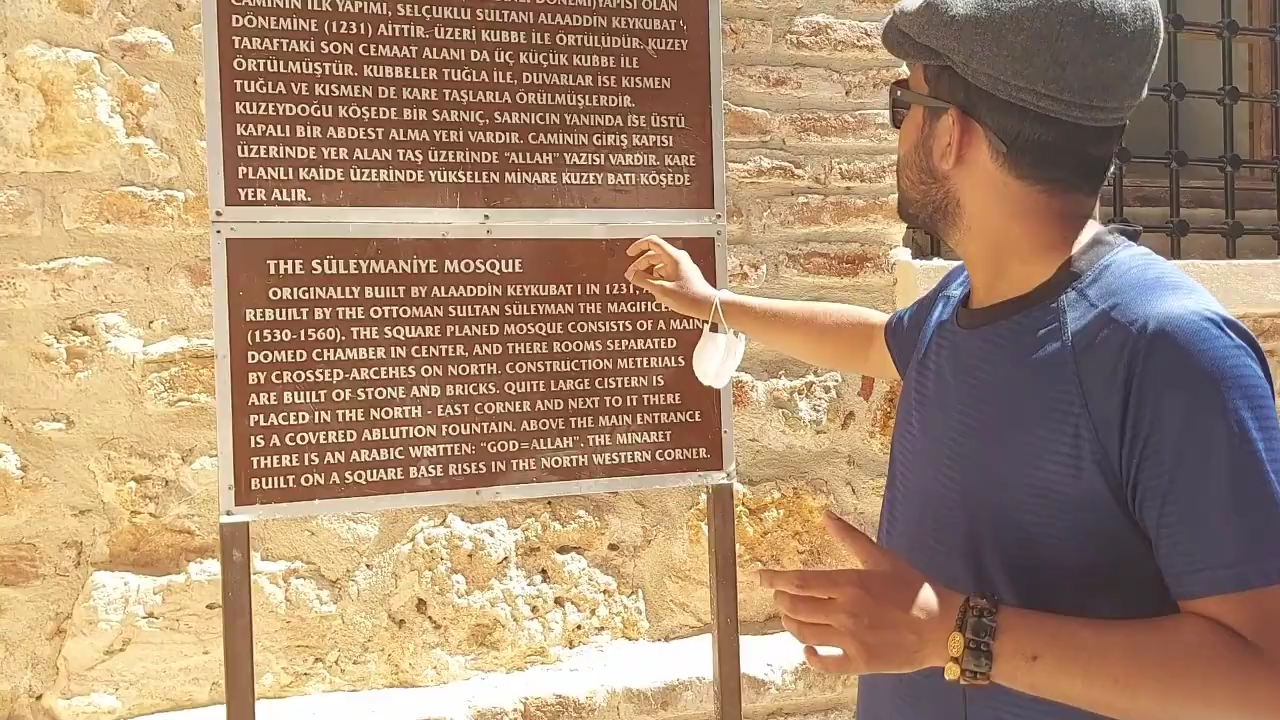 CAMİNİN İLK YAPIMI, SELÇUKLU SULTANI ALAADDİN KEYKUBAT
DÖNEMİNE (1231) AİTTİR. ÜZERİ KUBBE İLE ÖRTÜLÜDÜR. KUZEY
TARAFTAKİ SON CEMAAT ALANI DA ÜÇ KÜÇÜK KUBBE İLE
ÖRTÜLMÜŞTÜR. KUBBELER TUĞLA İLE, DUVARLAR İSE KISMEN
TUĞLA VE KISMEN DE KARE TAŞLARLA ÖRÜLMÜŞLERDİR.
KUZEYDOĞU KÖŞEDE BİR SARNIÇ, SARNICIN YANINDA İSE ÜSTÜ
KAPALI BİR ABDEST ALMA YERİ VARDIR. CAMİNİN GİRİŞ KAPISI
ÜZERİNDE YER ALAN TAŞ ÜZERİNDE “ALLAH” YAZISI VARDIR. KARE
PLANLI KAİDE ÜZERİNDE YÜKSELEN MİNARE KUZEY BATI KÖŞEDE
YER ALIR.
THE SÜLEYMANİYE MOSQUE
ORIGINALLY BUILT BY ALAADDİN KEYKUBAT I IN 1231,
REBUILT BY THE OTTOMAN SULTAN SÜLEYMAN THE
(1530-1560). THE SQUARE PLANED MOSQUE CONSISTS OF A MAIN
DOMED CHAMBER IN CENTER, AND THERE ROOMS SEPARATED
BY CROSSED-ARCEHES ON NORTH. CONSTRUCTION METERIALS
ARE BUILT OF STONE AND BRICKS. QUITE LARGE CISTERN IS
PLACED IN THE NORTH - EAST CORNER AND NEXT TO IT THERE
IS A COVERED ABLUTION FOUNTAIN. ABOVE THE MAIN ENTRANCE
THERE IS AN ARABIC WRITTEN: “GOD=ALLAH”. THE MINARET
BUILT ON A SQUARE BASE RISES IN THE NORTH WESTERN CORNER.